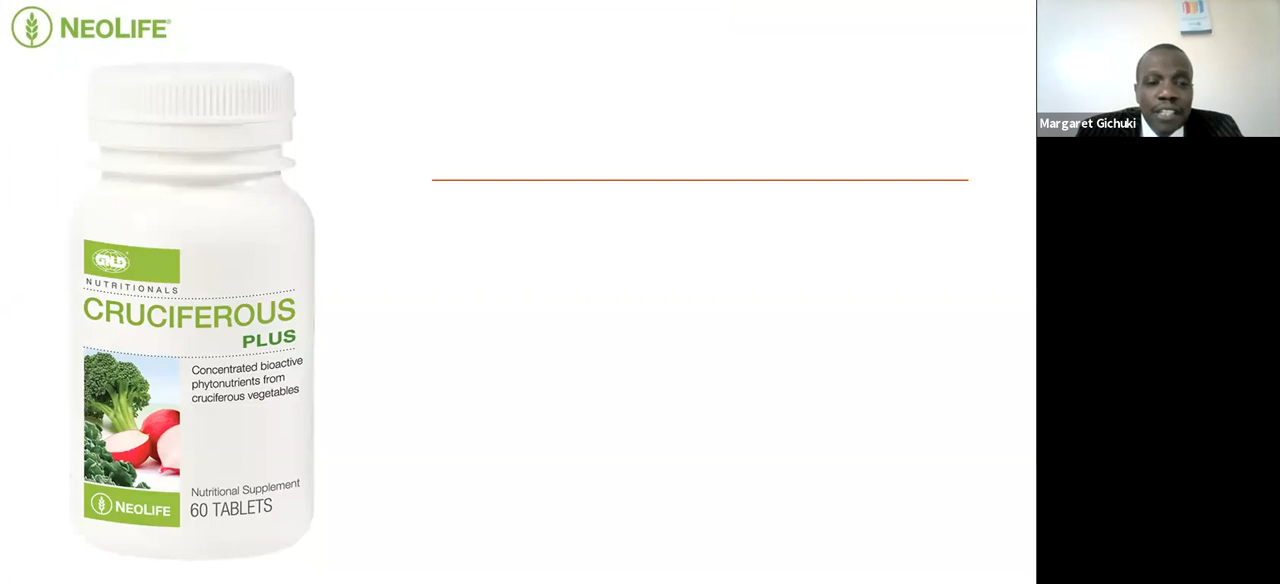 NEOLIFE®
GNLD
NUTRITIONALS
CRUCIFEROUS
PLUS
Concentrated bioactive
phytonutrients from
cruciferous vegetables
Nutritional Supplement
60 TABLETS
NEOLIFE
Margaret Gichuki